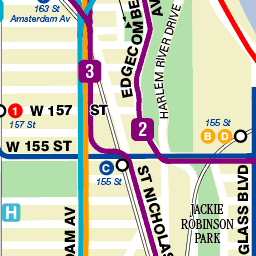 163 St
Amsterdam Av
AV
3
EDGECOMBE
HARLEM RIVER DRIVE
1
W 157 ST
157 St
2
155 St
B D
W 155 ST
C
155 St
ST NICHOLAS
H
JACKIE
ROBINSON
PARK
DAM AV
GLASS BLVD